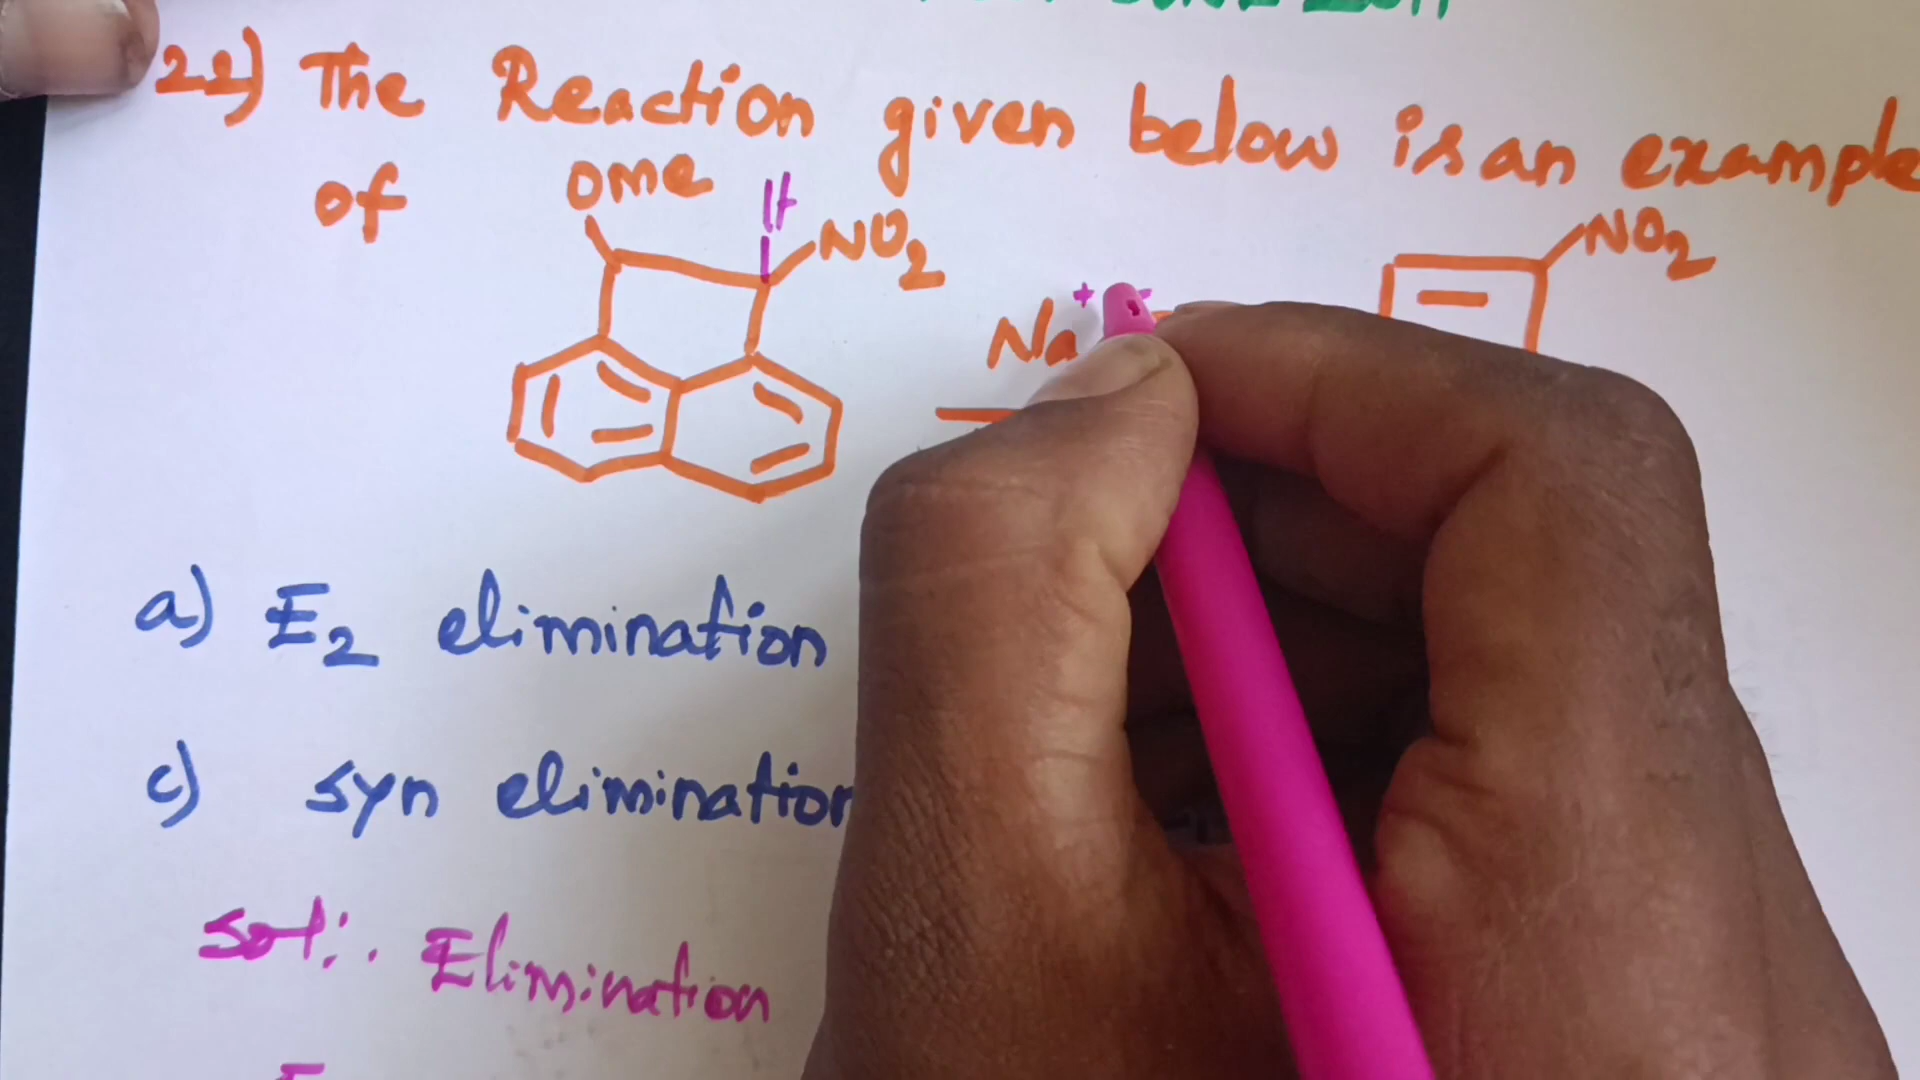 22) The Reaction given below is an example
of
OMe H NO2
Na+ -
NO2
a) E2 elimination
c) syn elimination
Sol:. Elimination